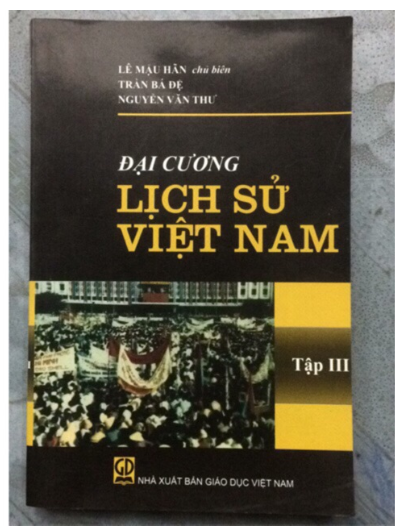 LÊ MẬU HÃN chủ biên
TRẦN BÁ ĐỆ
NGUYỄN VĂN THƯ
ĐẠI CƯƠNG
LỊCH SỬ
VIỆT NAM
Tập III
GD
NHÀ XUẤT BẢN GIÁO DỤC VIỆT NAM